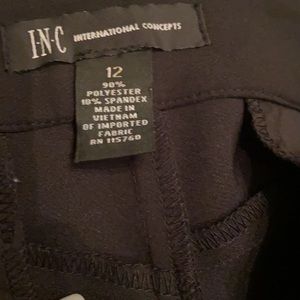 I·N·C INTERNATIONAL CONCEPTS
12
90%
POLYESTER
10% SPANDEX
MADE IN
VIETNAM
OF IMPORTED
FABRIC
RN 115760